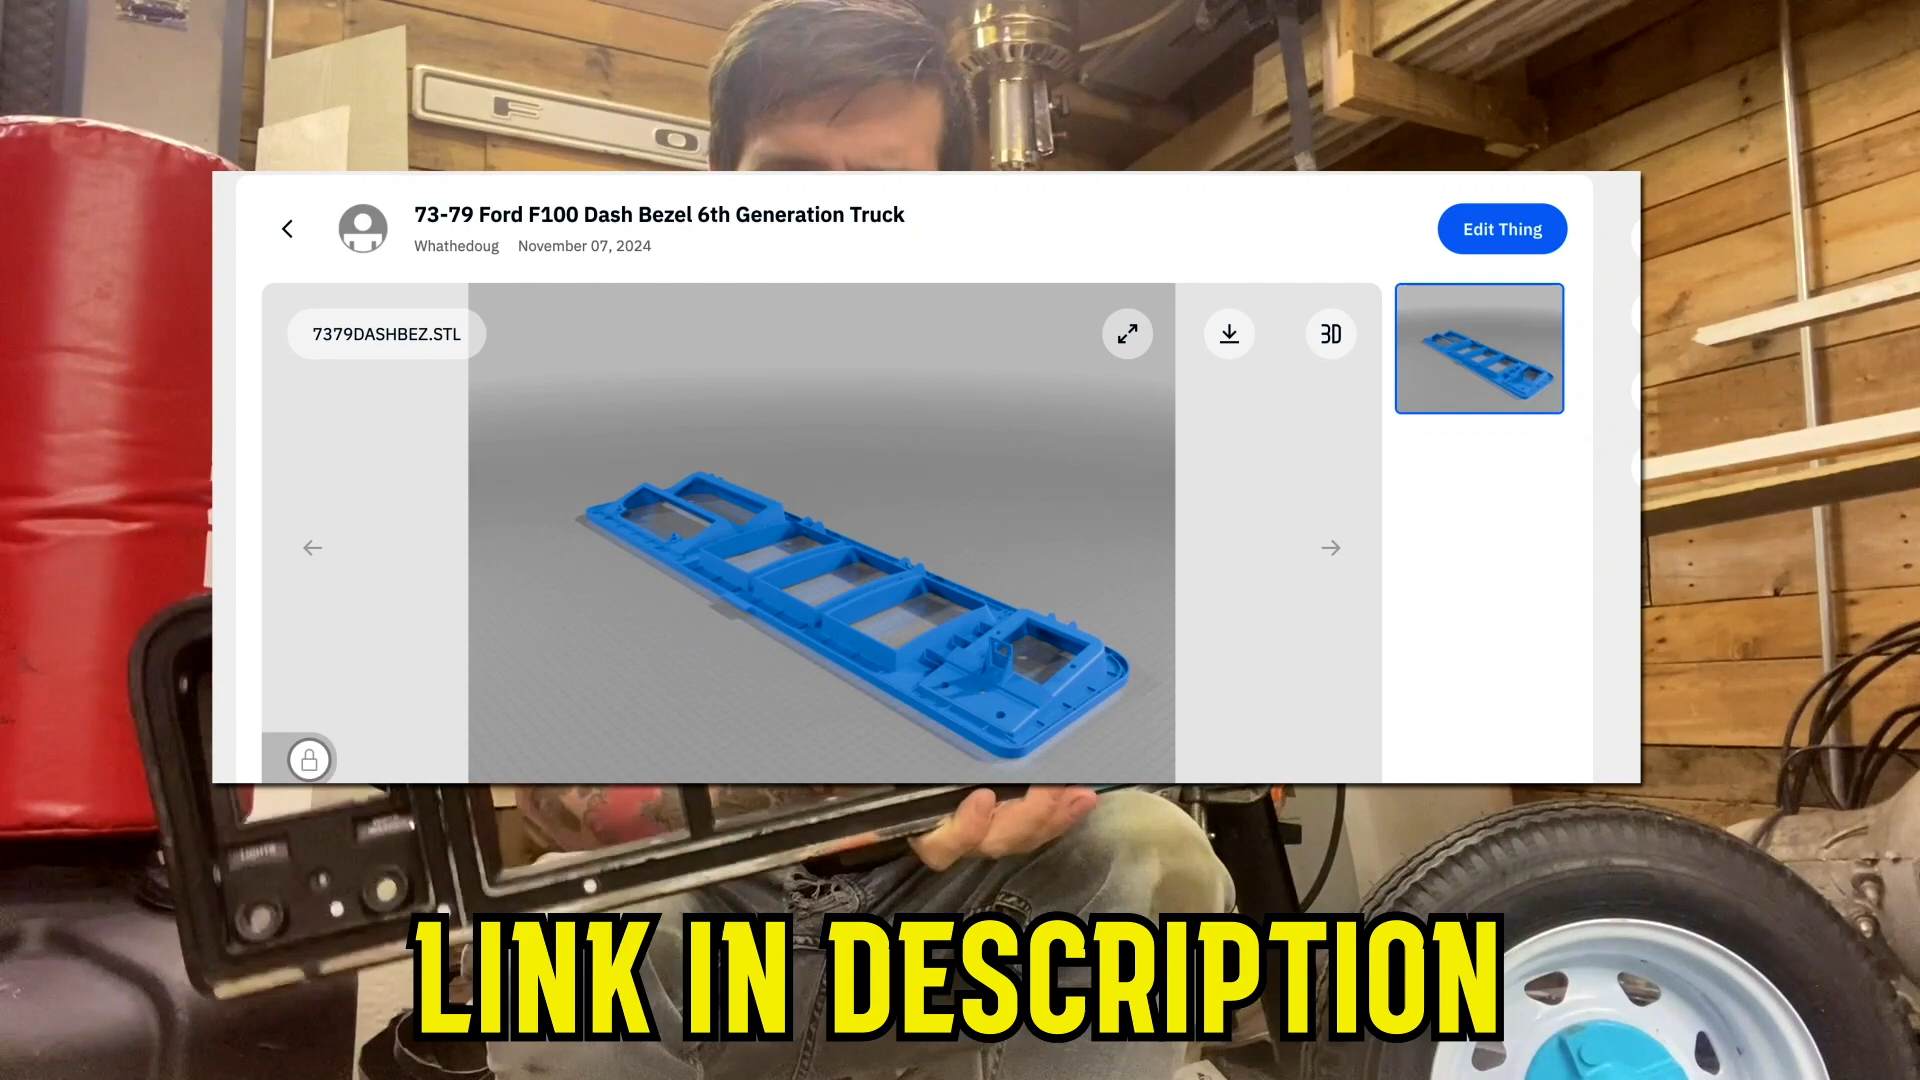 F O
73-79 Ford F100 Dash Bezel 6th Generation Truck
Edit Thing
Whathedoug November 07, 2024
7379DASHBEZ.STL
3D
LINK IN DESCRIPTION